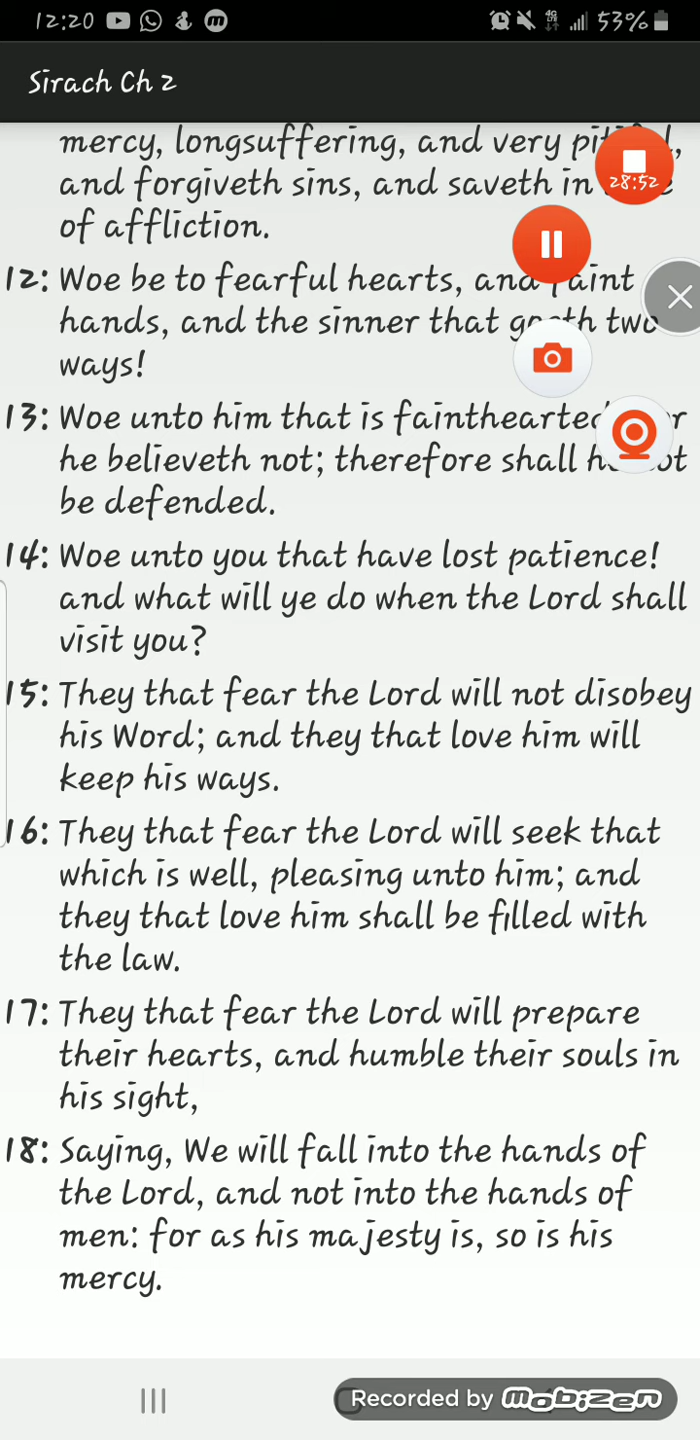 12:20
53%
Sirach Ch 2
mercy, longsuffering, and very
28:52
and forgiveth sins, and saveth in
of affliction.
12: Woe be to fearful hearts, and faint
hands, and the sinner that goeth two
ways!
13: Woe unto him that is fainthearted
he believeth not; therefore shall
be defended.
14: Woe unto you that have lost patience!
and what will ye do when the Lord shall
visit you?
15: They that fear the Lord will not disobey
his Word; and they that love him will
keep his ways.
16: They that fear the Lord will seek that
which is well, pleasing unto him; and
they that love him shall be filled with
the law.
17: They that fear the Lord will prepare
their hearts, and humble their souls in
his sight,
18: Saying, We will fall into the hands of
the Lord, and not into the hands of
men: for as his majesty is, so is his
mercy.
Recorded by mobizen